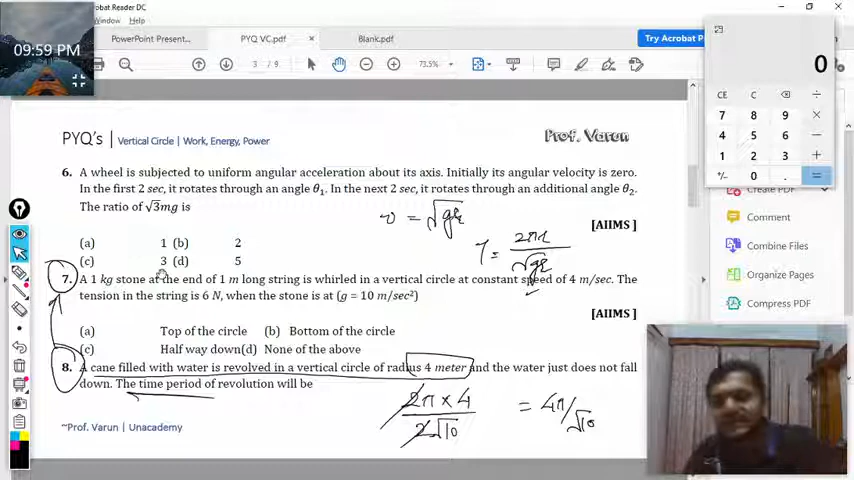 robat Reader DC
Window Help
09:59 PM
PowerPoint Present...
PYQ VC.pdf ×
Blank.pdf
Try Acrobat P
3 / 9
73.5%
0
CE C ÷
7 8 9 ×
4 5 6 −
1 2 3 +
+/− 0 . =
Create PDF
Comment
Combine Files
Organize Pages
Compress PDF
PYQ's | Vertical Circle | Work, Energy, Power
Prof. Varun
6. A wheel is subjected to uniform angular acceleration about its axis. Initially its angular velocity is zero.
In the first 2 sec, it rotates through an angle θ₁. In the next 2 sec, it rotates through an additional angle θ₂.
The ratio of √3mg is
v = √gr
[AIIMS]
(a) 1 (b) 2
(c) 3 (d) 5
T = 2πr / √gr
7. A 1 kg stone at the end of 1 m long string is whirled in a vertical circle at constant speed of 4 m/sec. The
tension in the string is 6 N, when the stone is at (g = 10 m/sec²)
[AIIMS]
(a) Top of the circle (b) Bottom of the circle
(c) Half way down(d) None of the above
8. A cane filled with water is revolved in a vertical circle of radius 4 meter and the water just does not fall
down. The time period of revolution will be
2π × 4 / 2√10 = 4π/√10
~Prof. Varun | Unacademy